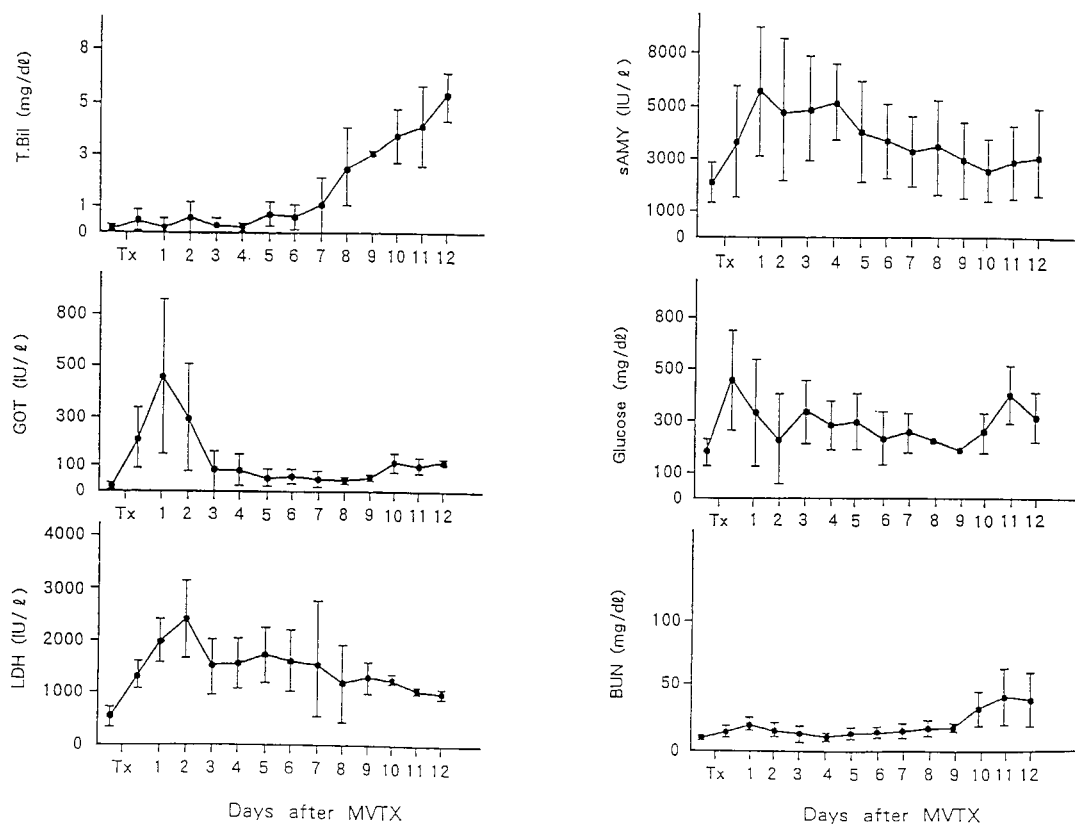 T.Bil (mg/dℓ)
8
5
3
1
0
Tx 1 2 3 4 5 6 7 8 9 10 11 12
GOT (IU/ℓ)
800
500
300
100
0
Tx 1 2 3 4 5 6 7 8 9 10 11 12
LDH (IU/ℓ)
4000
3000
2000
1000
0
Tx 1 2 3 4 5 6 7 8 9 10 11 12
Days after MVTX
sAMY (IU/ℓ)
8000
5000
3000
1000
0
Tx 1 2 3 4 5 6 7 8 9 10 11 12
Glucose (mg/dℓ)
800
500
300
100
0
Tx 1 2 3 4 5 6 7 8 9 10 11 12
BUN (mg/dℓ)
100
50
0
Tx 1 2 3 4 5 6 7 8 9 10 11 12
Days after MVTX